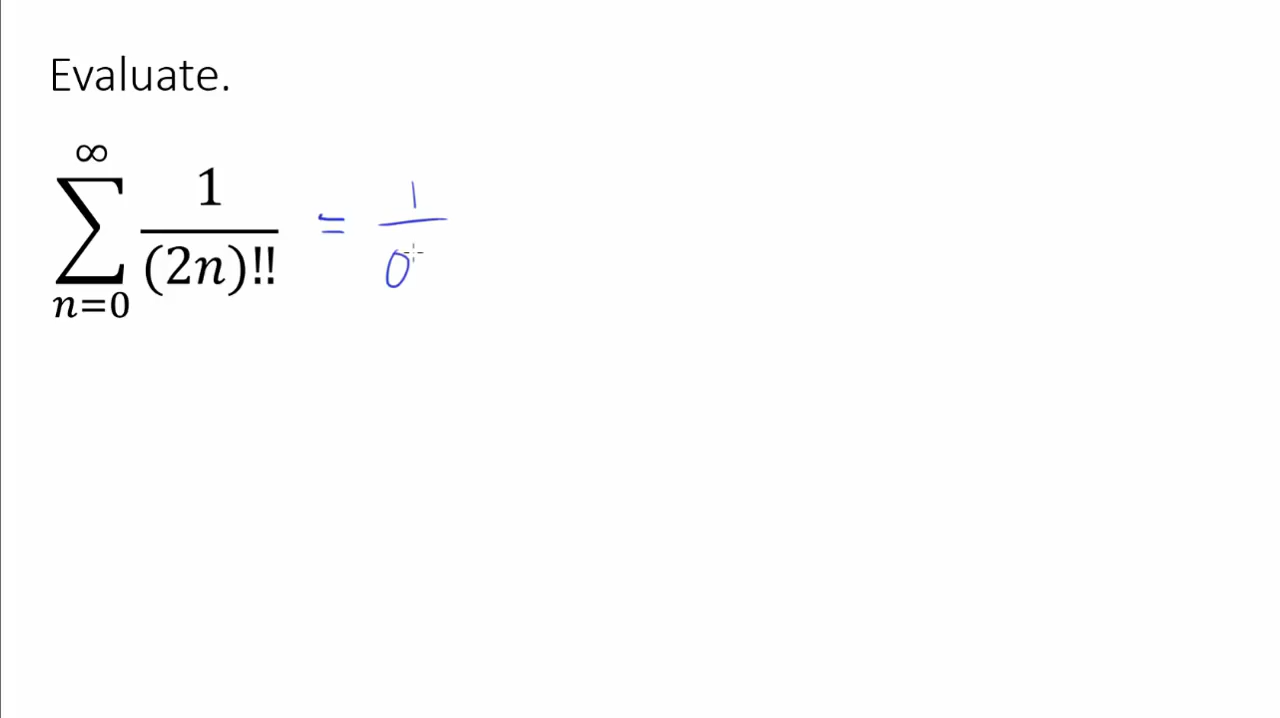 Evaluate.
∞
∑ 1/(2n)!! = 1/0
n=0